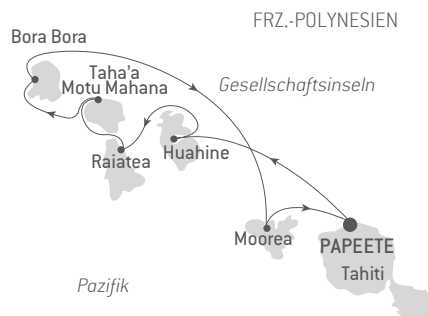 FRZ.-POLYNESIEN
Bora Bora
Taha'a
Motu Mahana
Gesellschaftsinseln
Raiatea
Huahine
Moorea
PAPEETE
Tahiti
Pazifik